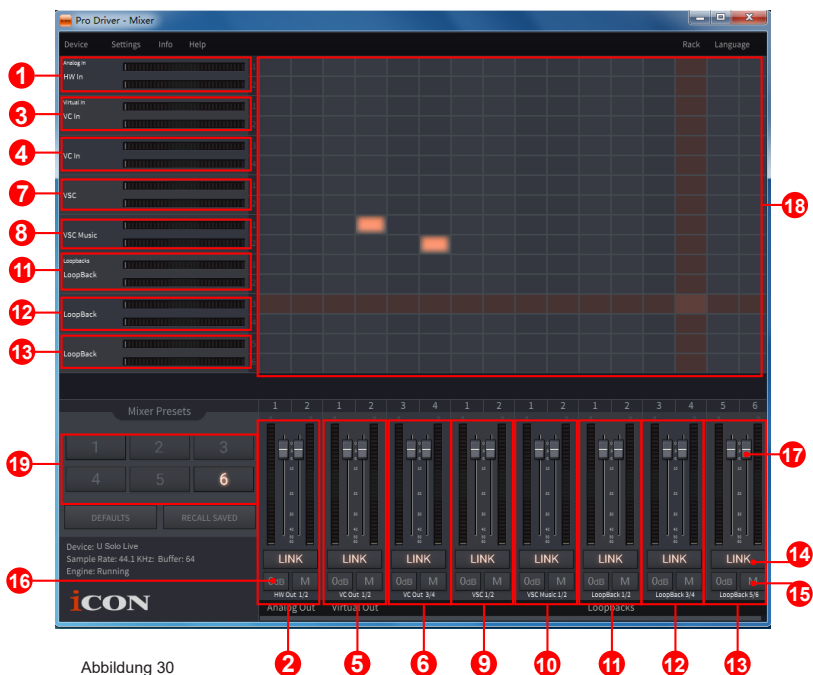 Pro Driver - Mixer
Device Settings Info Help Rack Language
Analog In
1 HW In
Virtual In
3 VC In
4 VC In
7 VSC
18
8 VSC Music
Loopbacks
11 LoopBack
12 LoopBack
13 LoopBack
1 2 1 2 3 4 1 2 1 2 1 2 3 4 5 6
Mixer Presets
19
1 2 3
4 5 6
17
DEFAULTS RECALL SAVED
Device: U Solo Live
Sample Rate: 44.1 KHz: Buffer: 64
Engine: Running
LINK LINK LINK LINK LINK LINK LINK LINK 14
16 0dB 0dB M 0dB M 0dB M 0dB M 0dB M 0dB M 0dB M 15
HW Out 1/2 VC Out 1/2 VC Out 3/4 VSC 1/2 VSC Music 1/2 LoopBack 1/2 LoopBack 3/4 LoopBack 5/6
iCON
Analog Out Virtual Out Loopbacks
Abbildung 30
2 5 6 9 10 11 12 13